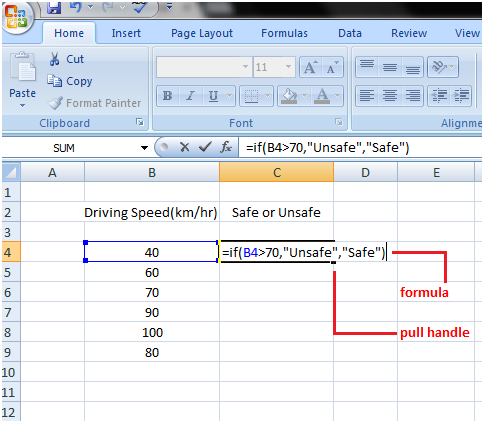 Home Insert Page Layout Formulas Data Review View
Cut
Copy
Paste
Format Painter
Clipboard
11 A A
B I U A
Font
Alignme
SUM fx =if(B4>70,"Unsafe","Safe")
A B C D E
1
2 Driving Speed(km/hr) Safe or Unsafe
3
4 40 =if(B4>70,"Unsafe","Safe")
5 60
formula
6 70
7 90
8 100 pull handle
9 80
10
11
12